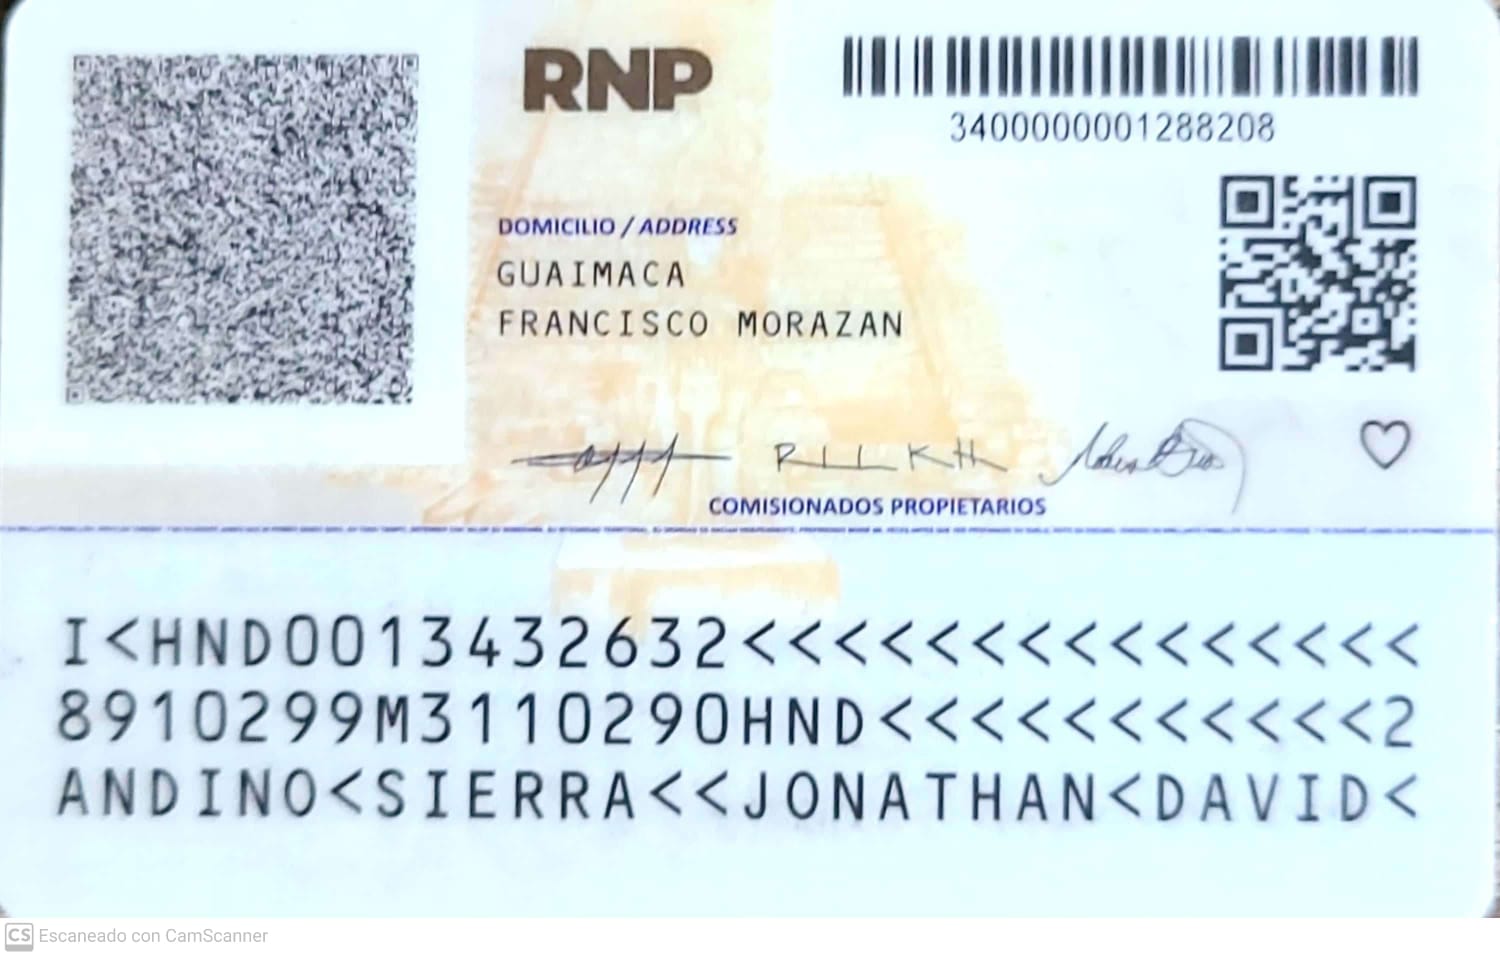 RNP
3400000001288208
DOMICILIO / ADDRESS
GUAIMACA
FRANCISCO MORAZAN
COMISIONADOS PROPIETARIOS
I<HND0013432632<<<<<<<<<<<<<<<
8910299M3110290HND<<<<<<<<<<<2
ANDINO<SIERRA<<JONATHAN<DAVID<
CS Escaneado con CamScanner